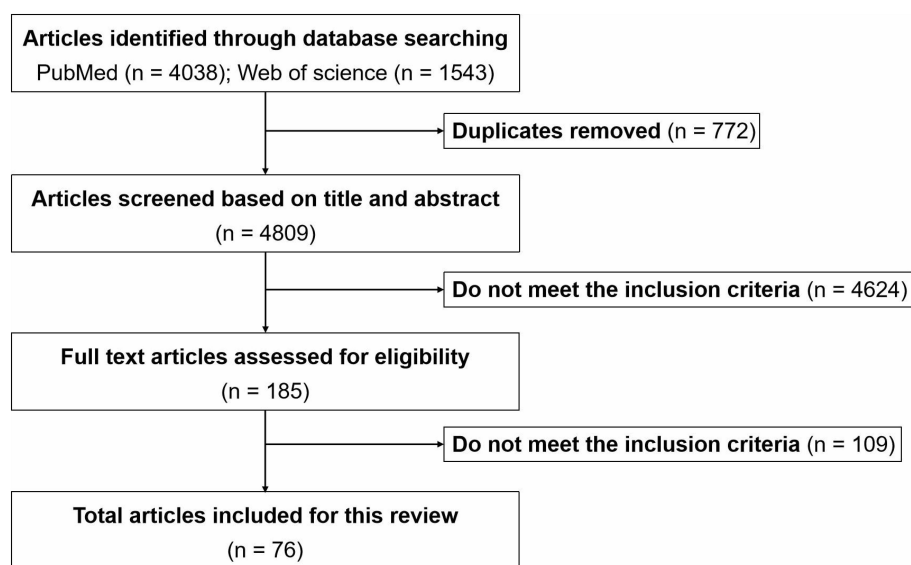 Articles identified through database searching
PubMed (n = 4038); Web of science (n = 1543)
Duplicates removed (n = 772)
Articles screened based on title and abstract
(n = 4809)
Do not meet the inclusion criteria (n = 4624)
Full text articles assessed for eligibility
(n = 185)
Do not meet the inclusion criteria (n = 109)
Total articles included for this review
(n = 76)